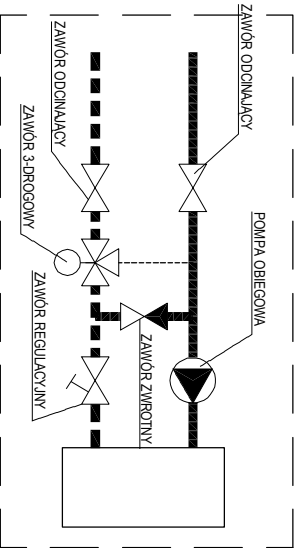 ZAWÓR ODCINAJĄCY
ZAWÓR ODCINAJĄCY
ZAWÓR 3-DROGOWY
POMPA OBIEGOWA
ZAWÓR REGULACYJNY
ZAWÓR ZWROTNY